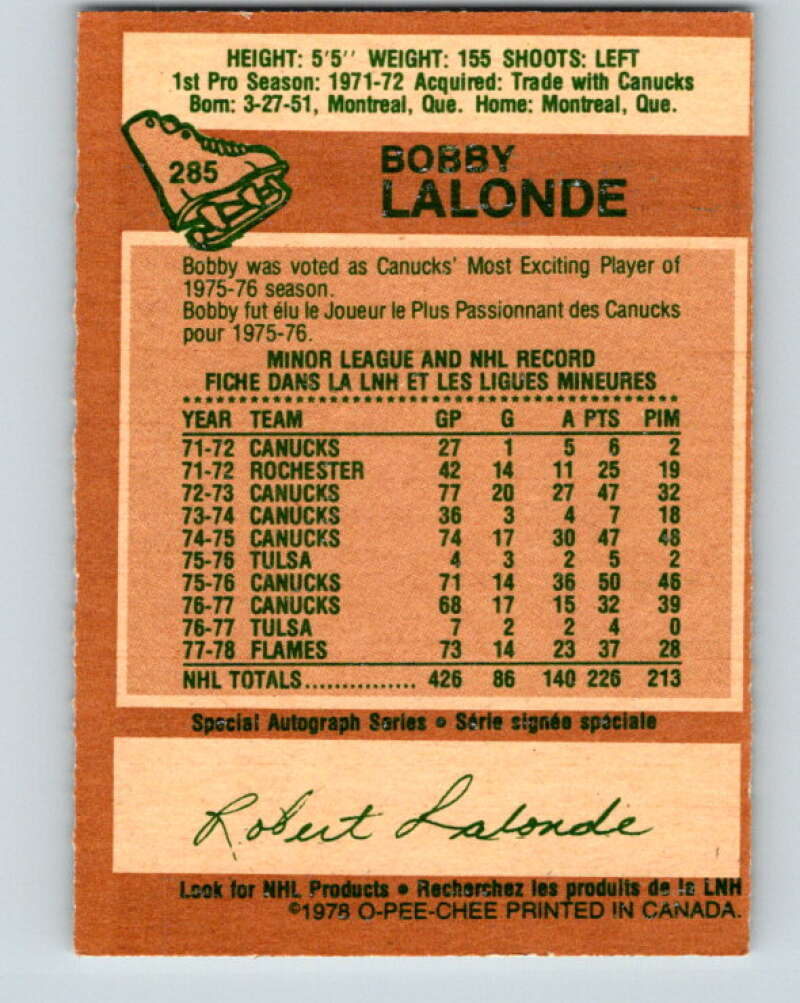 HEIGHT: 5'5'' WEIGHT: 155 SHOOTS: LEFT
1st Pro Season: 1971-72 Acquired: Trade with Canucks
Born: 3-27-51, Montreal, Que. Home: Montreal, Que.
285
BOBBY
LALONDE
Bobby was voted as Canucks' Most Exciting Player of
1975-76 season.
Bobby fut élu le Joueur le Plus Passionnant des Canucks
pour 1975-76.
MINOR LEAGUE AND NHL RECORD
FICHE DANS LA LNH ET LES LIGUES MINEURES
YEAR TEAM GP G A PTS PIM
71-72 CANUCKS 27 1 5 6 2
71-72 ROCHESTER 42 14 11 25 19
72-73 CANUCKS 77 20 27 47 32
73-74 CANUCKS 36 3 4 7 18
74-75 CANUCKS 74 17 30 47 48
75-76 TULSA 4 3 2 5 2
75-76 CANUCKS 71 14 36 50 46
76-77 CANUCKS 68 17 15 32 39
76-77 TULSA 7 2 2 4 0
77-78 FLAMES 73 14 23 37 28
NHL TOTALS............... 426 86 140 226 213
Special Autograph Series • Série signée spéciale
Robert Lalonde
Look for NHL Products • Recherchez les produits de la LNH
©1978 O-PEE-CHEE PRINTED IN CANADA.